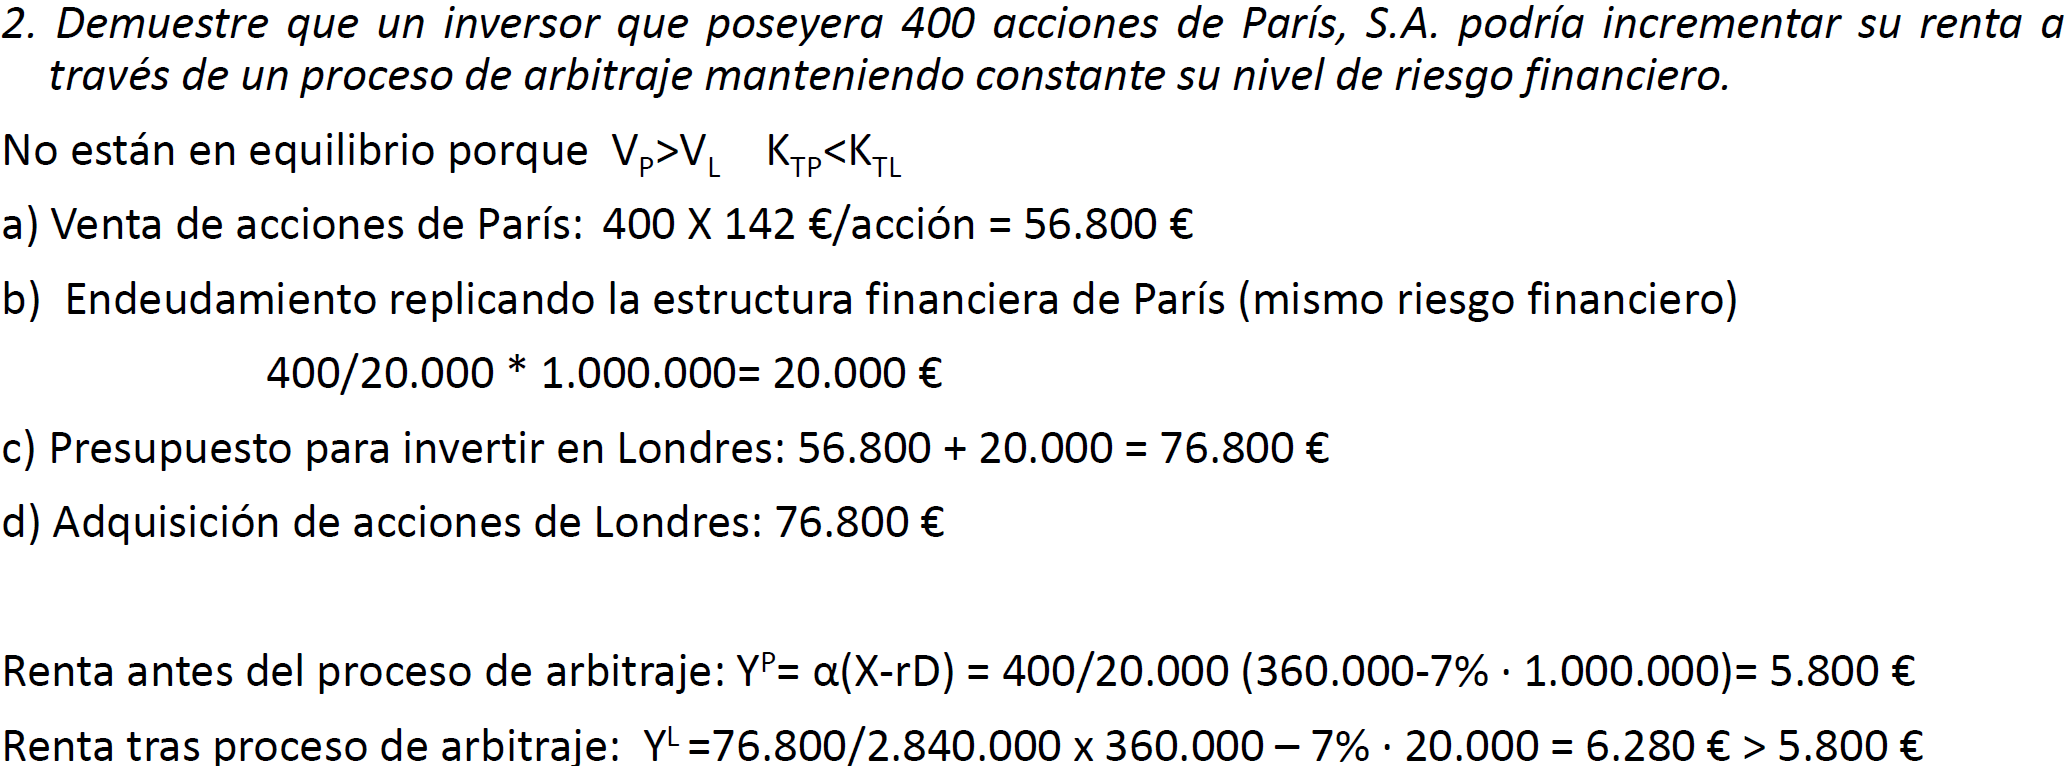 2. Demuestre que un inversor que poseyera 400 acciones de París, S.A. podría incrementar su renta a
través de un proceso de arbitraje manteniendo constante su nivel de riesgo financiero.
No están en equilibrio porque V_P>V_L K_TP<K_TL
a) Venta de acciones de París: 400 X 142 €/acción = 56.800 €
b) Endeudamiento replicando la estructura financiera de París (mismo riesgo financiero)
400/20.000 * 1.000.000= 20.000 €
c) Presupuesto para invertir en Londres: 56.800 + 20.000 = 76.800 €
d) Adquisición de acciones de Londres: 76.800 €
Renta antes del proceso de arbitraje: Y^P= α(X-rD) = 400/20.000 (360.000-7% · 1.000.000)= 5.800 €
Renta tras proceso de arbitraje: Y^L =76.800/2.840.000 x 360.000 – 7% · 20.000 = 6.280 € > 5.800 €